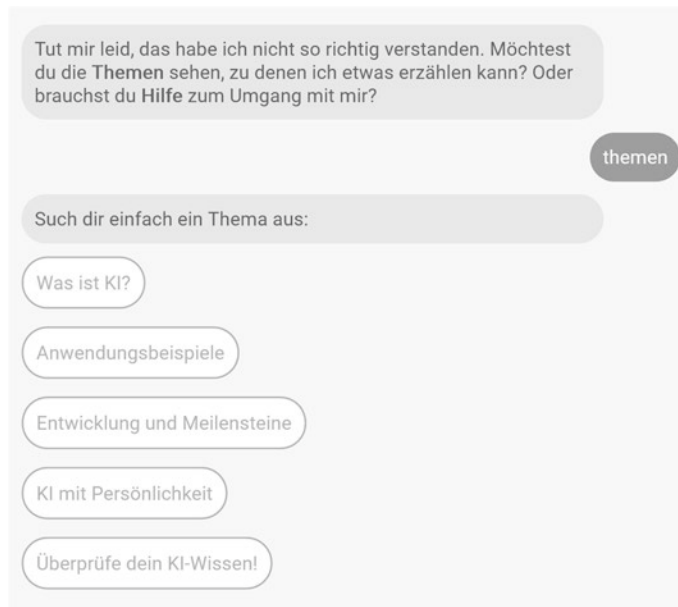 Tut mir leid, das habe ich nicht so richtig verstanden. Möchtest
du die Themen sehen, zu denen ich etwas erzählen kann? Oder
brauchst du Hilfe zum Umgang mit mir?
themen
Such dir einfach ein Thema aus:
Was ist KI?
Anwendungsbeispiele
Entwicklung und Meilensteine
KI mit Persönlichkeit
Überprüfe dein KI-Wissen!